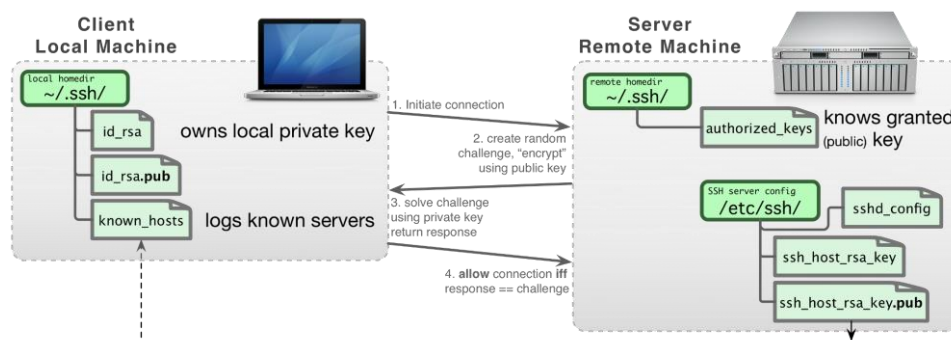 Client
Local Machine
local homedir
~/.ssh/
id_rsa
owns local private key
id_rsa.pub
known_hosts
logs known servers
1. Initiate connection
2. create random
challenge, "encrypt"
using public key
3. solve challenge
using private key
return response
4. allow connection iff
response == challenge
Server
Remote Machine
remote homedir
~/.ssh/
authorized_keys
knows granted
(public) key
SSH server config
/etc/ssh/
sshd_config
ssh_host_rsa_key
ssh_host_rsa_key.pub